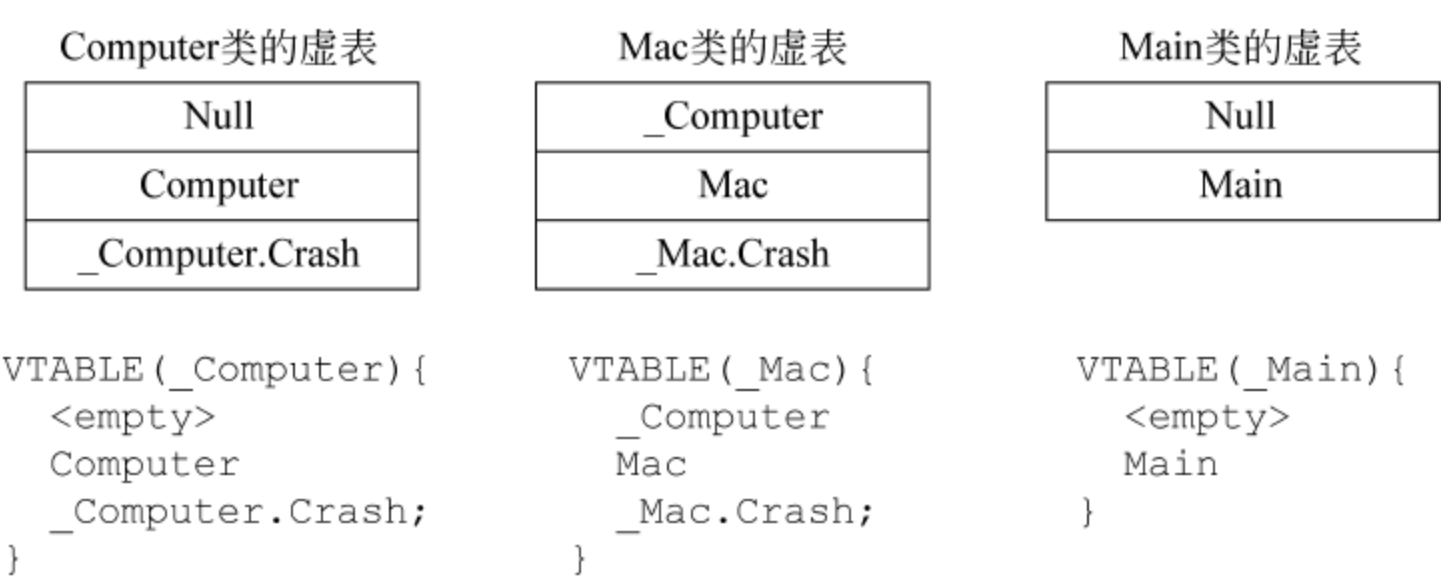 Computer类的虚表
Null
Computer
_Computer.Crash
Mac类的虚表
_Computer
Mac
_Mac.Crash
Main类的虚表
Null
Main
VTABLE(_Computer){
<empty>
Computer
_Computer.Crash;
}
VTABLE(_Mac){
_Computer
Mac
_Mac.Crash;
}
VTABLE(_Main){
<empty>
Main
}